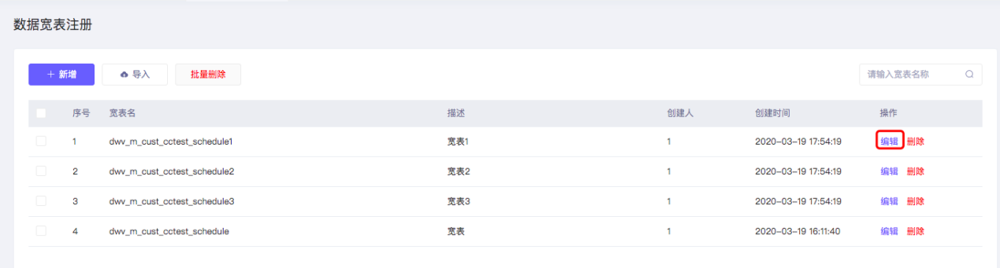 数据宽表注册
+ 新增 导入 批量删除 请输入宽表名称
序号 宽表名 描述 创建人 创建时间 操作
1 dwv_m_cust_cctest_schedule1 宽表1 1 2020-03-19 17:54:19 编辑 删除
2 dwv_m_cust_cctest_schedule2 宽表2 1 2020-03-19 17:54:19 编辑 删除
3 dwv_m_cust_cctest_schedule3 宽表3 1 2020-03-19 17:54:19 编辑 删除
4 dwv_m_cust_cctest_schedule 宽表 1 2020-03-19 16:11:40 编辑 删除